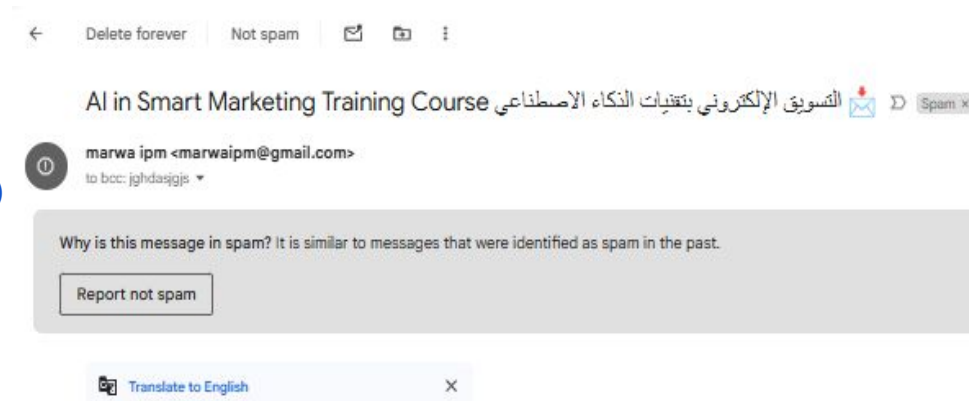 Delete forever Not spam
AI in Smart Marketing Training Course التسويق الإلكتروني بتقنيات الذكاء الاصطناعي 📩 Spam ×
marwa ipm <marwaipm@gmail.com>
to bcc: jghdasjgjs
Why is this message in spam? It is similar to messages that were identified as spam in the past.
Report not spam
Translate to English ×